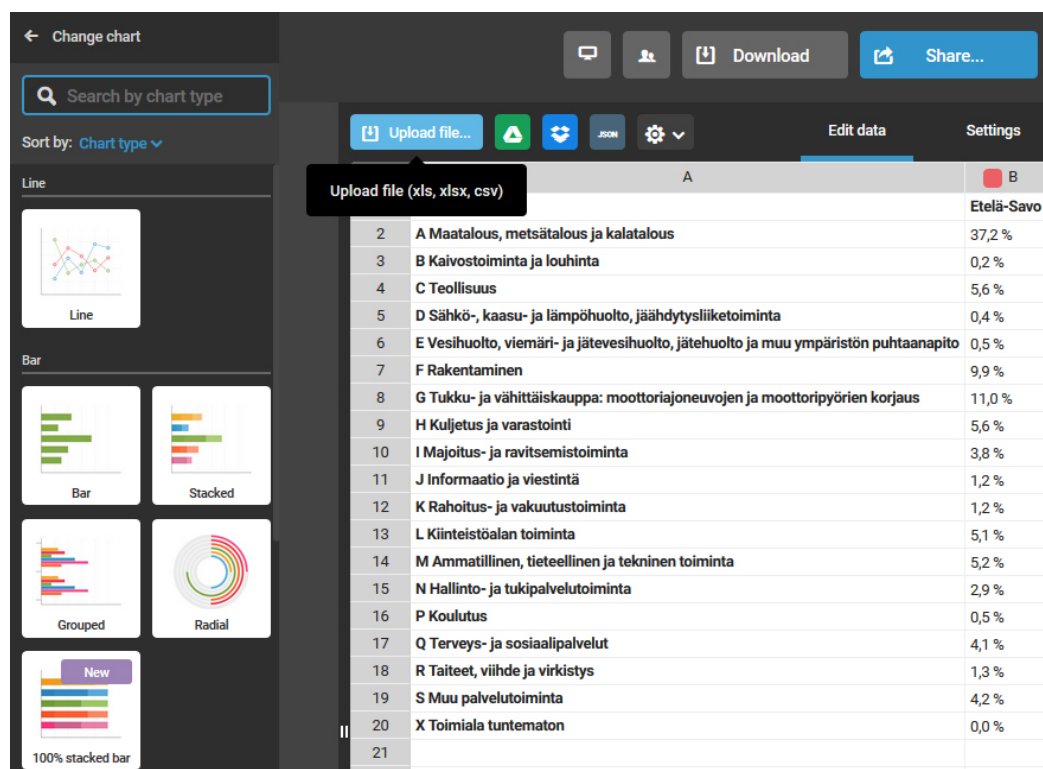 Change chart
Search by chart type
Sort by: Chart type
Line
Line
Bar
Bar
Stacked
Grouped
Radial
New
100% stacked bar
Download
Share...
Upload file...
JSON
Edit data
Settings
Upload file (xls, xlsx, csv)
A B
Etelä-Savo
2 A Maatalous, metsätalous ja kalatalous 37,2 %
3 B Kaivostoiminta ja louhinta 0,2 %
4 C Teollisuus 5,6 %
5 D Sähkö-, kaasu- ja lämpöhuolto, jäähdytysliiketoiminta 0,4 %
6 E Vesihuolto, viemäri- ja jätevesihuolto, jätehuolto ja muu ympäristön puhtaanapito 0,5 %
7 F Rakentaminen 9,9 %
8 G Tukku- ja vähittäiskauppa: moottoriajoneuvojen ja moottoripyörien korjaus 11,0 %
9 H Kuljetus ja varastointi 5,6 %
10 I Majoitus- ja ravitsemistoiminta 3,8 %
11 J Informaatio ja viestintä 1,2 %
12 K Rahoitus- ja vakuutustoiminta 1,2 %
13 L Kiinteistöalan toiminta 5,1 %
14 M Ammatillinen, tieteellinen ja tekninen toiminta 5,2 %
15 N Hallinto- ja tukipalvelutoiminta 2,9 %
16 P Koulutus 0,5 %
17 Q Terveys- ja sosiaalipalvelut 4,1 %
18 R Taiteet, viihde ja virkistys 1,3 %
19 S Muu palvelutoiminta 4,2 %
20 X Toimiala tuntematon 0,0 %
21